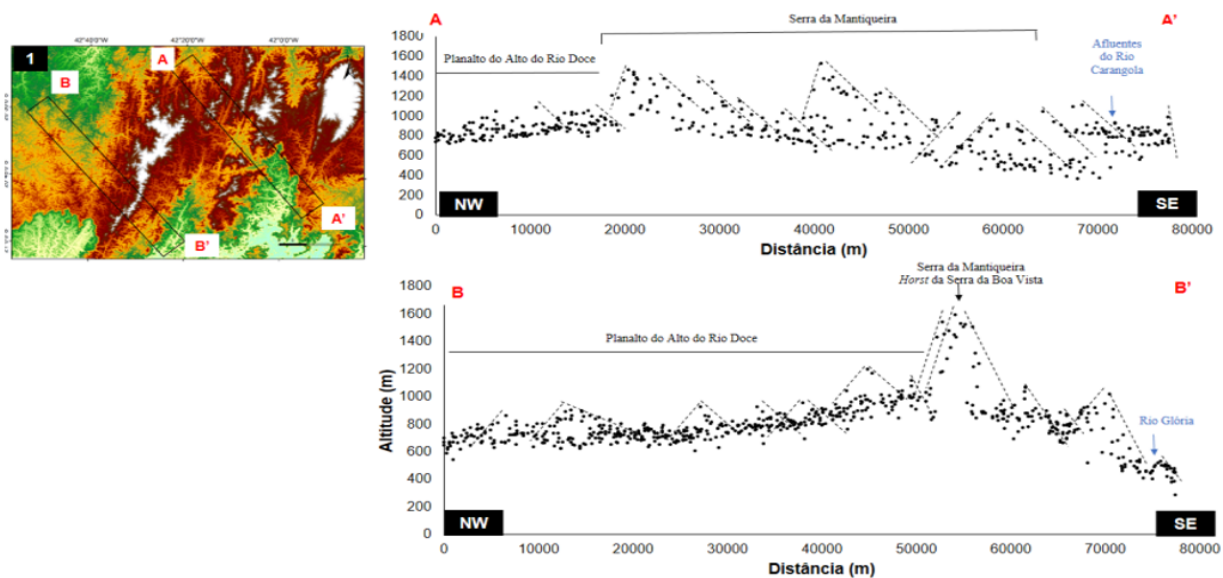 1
42°40'0"W
42°20'0"W
42°0'0"W
A
B
A'
B'
A
Serra da Mantiqueira
A'
Planalto do Alto do Rio Doce
Afluentes
do Rio
Carangola
1800
1600
1400
1200
1000
800
600
400
200
0
NW
SE
0
10000
20000
30000
40000
50000
60000
70000
80000
Distância (m)
B
Serra da Mantiqueira
Horst da Serra da Boa Vista
B'
Planalto do Alto do Rio Doce
Rio Glória
Altitude (m)
1800
1600
1400
1200
1000
800
600
400
200
0
NW
SE
0
10000
20000
30000
40000
50000
60000
70000
80000
Distância (m)